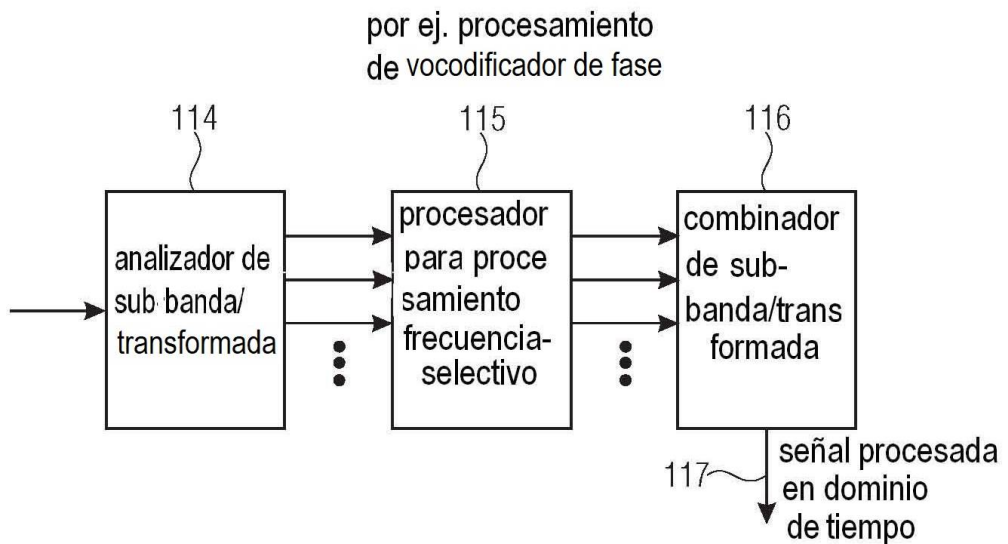 por ej. procesamiento
de vocodificador de fase
114
115
116
analizador de
sub-banda/
transformada
procesador
para proce
samiento
frecuencia-
selectivo
combinador
de sub-
banda/trans
formada
117
señal procesada
en dominio
de tiempo